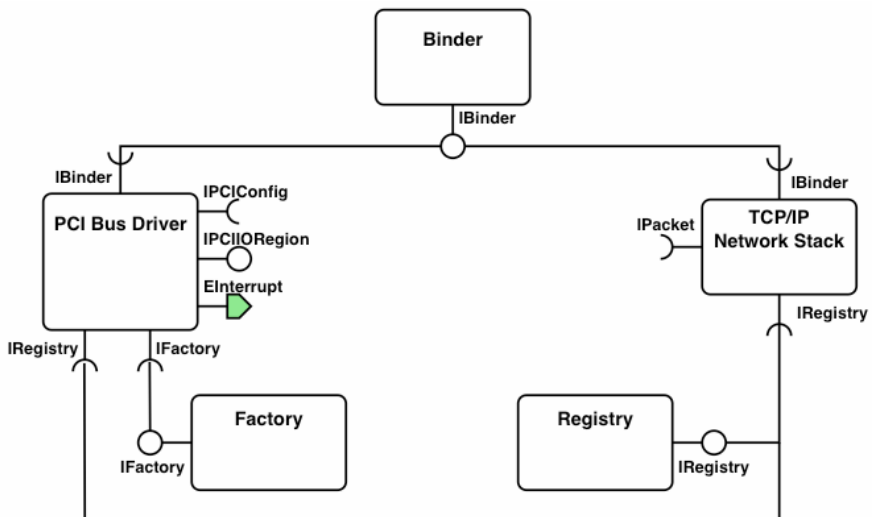 Binder
IBinder
IBinder
IBinder
IPCIConfig
PCI Bus Driver
IPCIIORegion
EInterrupt
IPacket
TCP/IP
Network Stack
IRegistry
IRegistry
IFactory
Factory
Registry
IFactory
IRegistry